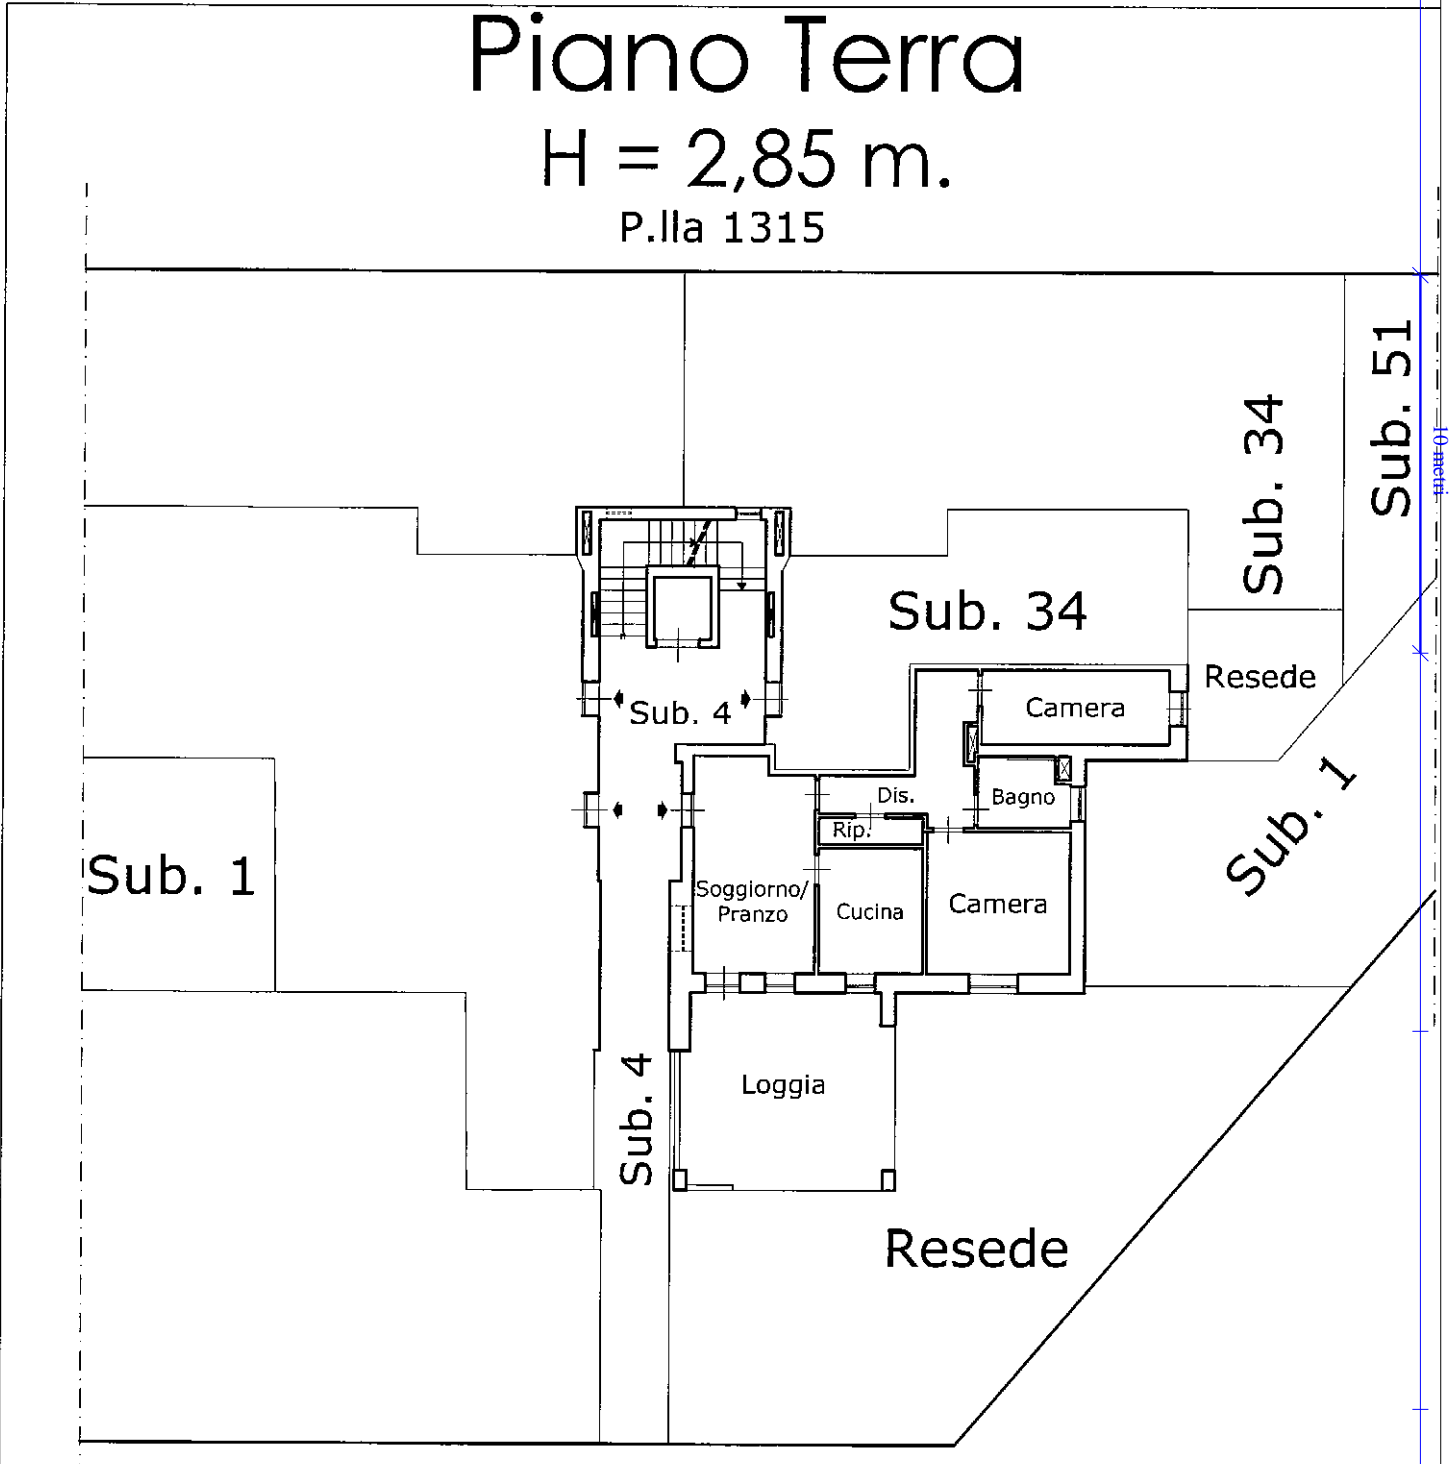 Piano Terra
H = 2,85 m.
P.lla 1315
Sub. 51
10 metri
Sub. 34
Sub. 34
Resede
Camera
Sub. 4
Dis.
Bagno
Rip.
Sub. 1
Sub. 1
Soggiorno/
Pranzo
Cucina
Camera
Sub. 4
Loggia
Resede